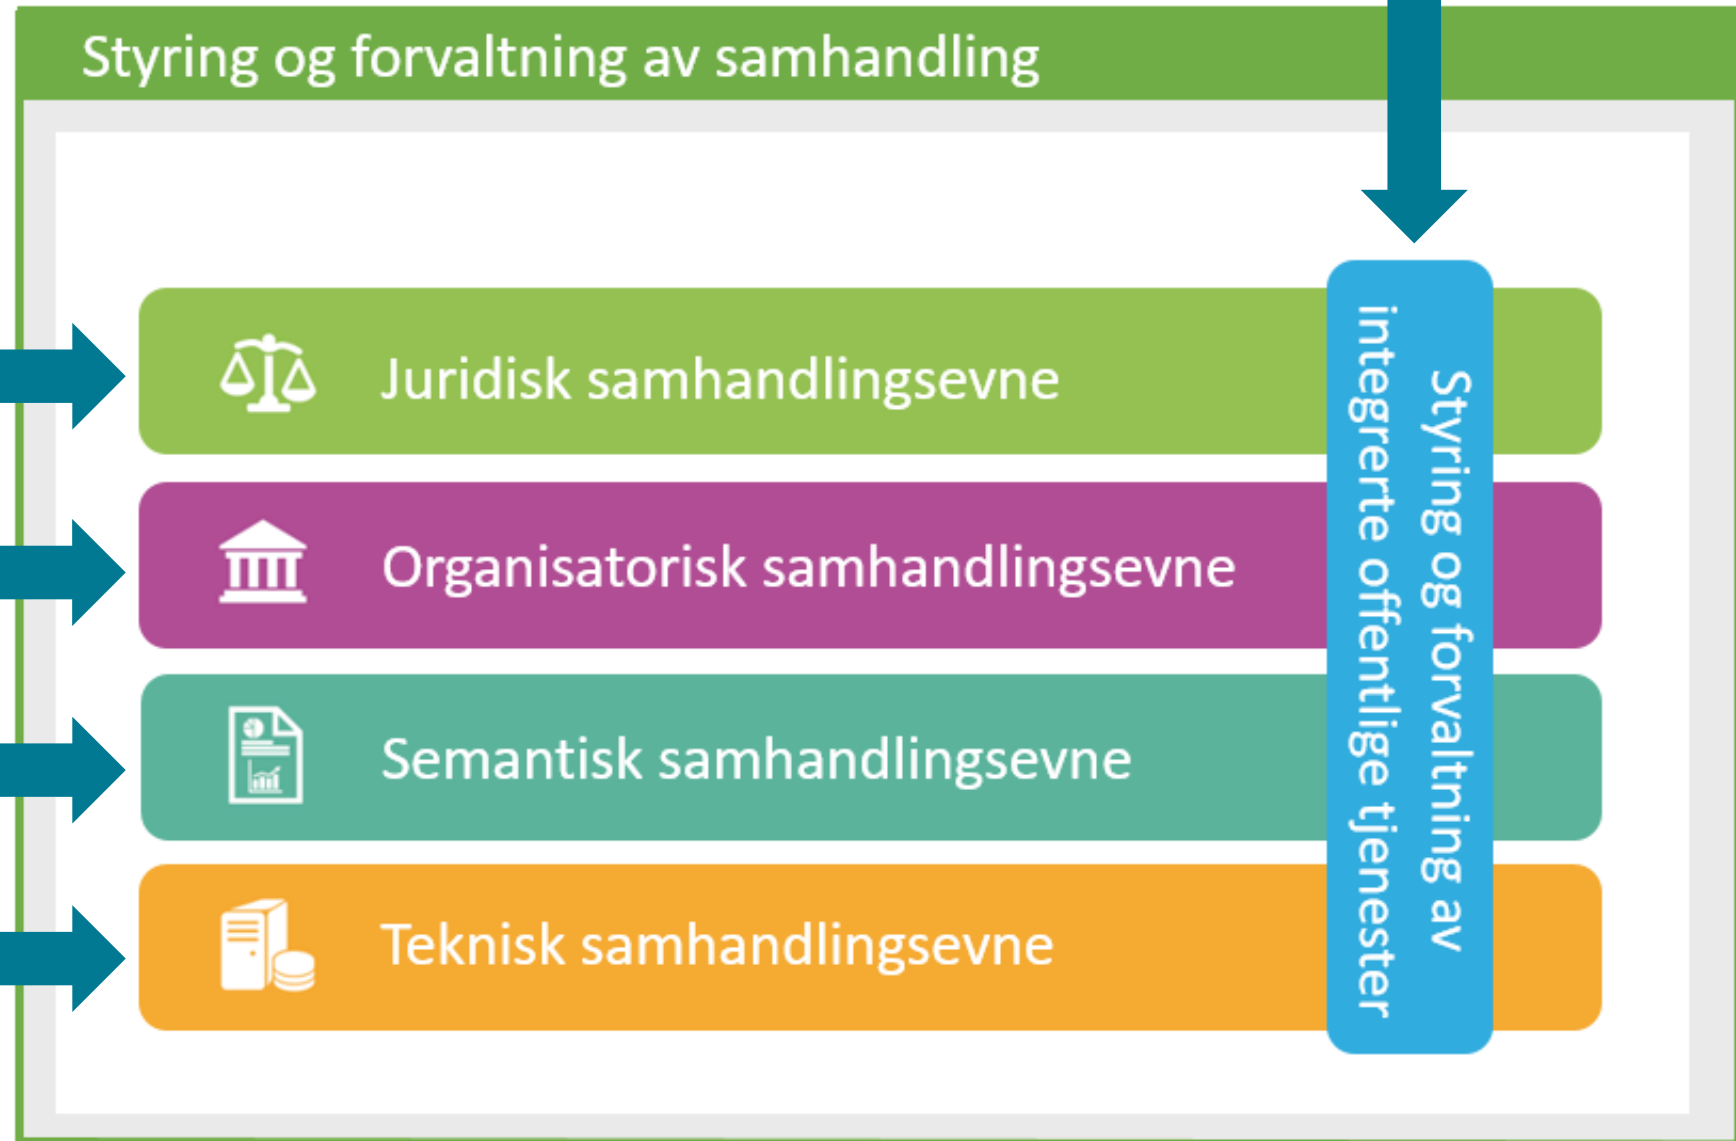 Styring og forvaltning av samhandling
Juridisk samhandlingsevne
Organisatorisk samhandlingsevne
Semantisk samhandlingsevne
Teknisk samhandlingsevne
Styring og forvaltning av
integrerte offentlige tjenester